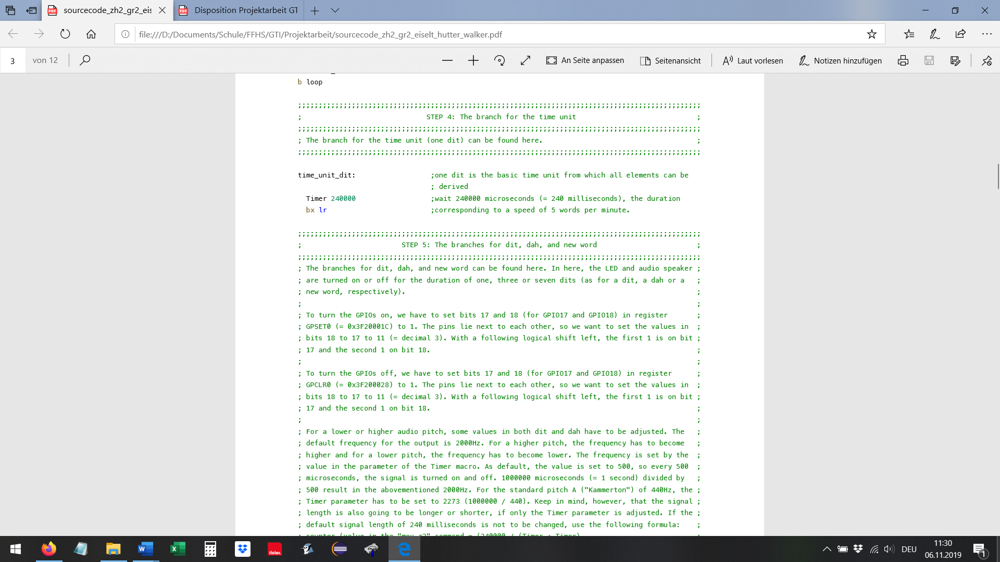 sourcecode_zh2_gr2_eis
Disposition Projektarbeit GT
file:///D:/Documents/Schule/FFHS/GTI/Projektarbeit/sourcecode_zh2_gr2_eiselt_hutter_walker.pdf
3 von 12 An Seite anpassen Seitenansicht Laut vorlesen Notizen hinzufügen
b loop
;;;;;;;;;;;;;;;;;;;;;;;;;;;;;;;;;;;;;;;;;;;;;;;;;;;;;;;;;;;;;;;;;;;;;;;;;;;;;;;;;;;;;;;;;;;;;;;;;
; STEP 4: The branch for the time unit ;
;;;;;;;;;;;;;;;;;;;;;;;;;;;;;;;;;;;;;;;;;;;;;;;;;;;;;;;;;;;;;;;;;;;;;;;;;;;;;;;;;;;;;;;;;;;;;;;;;
; The branch for the time unit (one dit) can be found here. ;
;;;;;;;;;;;;;;;;;;;;;;;;;;;;;;;;;;;;;;;;;;;;;;;;;;;;;;;;;;;;;;;;;;;;;;;;;;;;;;;;;;;;;;;;;;;;;;;;;
time_unit_dit: ;one dit is the basic time unit from which all elements can be
; derived
Timer 240000 ;wait 240000 microseconds (= 240 milliseconds), the duration
bx lr ;corresponding to a speed of 5 words per minute.
;;;;;;;;;;;;;;;;;;;;;;;;;;;;;;;;;;;;;;;;;;;;;;;;;;;;;;;;;;;;;;;;;;;;;;;;;;;;;;;;;;;;;;;;;;;;;;;;;
; STEP 5: The branches for dit, dah, and new word ;
;;;;;;;;;;;;;;;;;;;;;;;;;;;;;;;;;;;;;;;;;;;;;;;;;;;;;;;;;;;;;;;;;;;;;;;;;;;;;;;;;;;;;;;;;;;;;;;;;
; The branches for dit, dah, and new word can be found here. In here, the LED and audio speaker ;
; are turned on or off for the duration of one, three or seven dits (as for a dit, a dah or a ;
; new word, respectively). ;
; ;
; To turn the GPIOs on, we have to set bits 17 and 18 (for GPIO17 and GPIO18) in register ;
; GPSET0 (= 0x3F20001C) to 1. The pins lie next to each other, so we want to set the values in ;
; bits 18 to 17 to 11 (= decimal 3). With a following logical shift left, the first 1 is on bit ;
; 17 and the second 1 on bit 18. ;
; ;
; To turn the GPIOs off, we have to set bits 17 and 18 (for GPIO17 and GPIO18) in register ;
; GPCLR0 (= 0x3F200028) to 1. The pins lie next to each other, so we want to set the values in ;
; bits 18 to 17 to 11 (= decimal 3). With a following logical shift left, the first 1 is on bit ;
; 17 and the second 1 on bit 18. ;
; ;
; For a lower or higher audio pitch, some values in both dit and dah have to be adjusted. The ;
; default frequency for the output is 2000Hz. For a higher pitch, the frequency has to become ;
; higher and for a lower pitch, the frequency has to become lower. The frequency is set by the ;
; value in the parameter of the Timer macro. As default, the value is set to 500, so every 500 ;
; microseconds, the signal is turned on and off. 1000000 microseconds (= 1 second) divided by ;
; 500 result in the abovementioned 2000Hz. For the standard pitch A ("Kammerton") of 440Hz, the ;
; Timer parameter has to be set to 2273 (1000000 / 440). Keep in mind, however, that the signal ;
; length is also going to be longer or shorter, if only the Timer parameter is adjusted. If the ;
; default signal length of 240 milliseconds is not to be changed, use the following formula: ;
; counter (value in the "mov r2" command = (240000 / (Timer + Timer) ;
ifolor.
DEU
11:30
06.11.2019
1